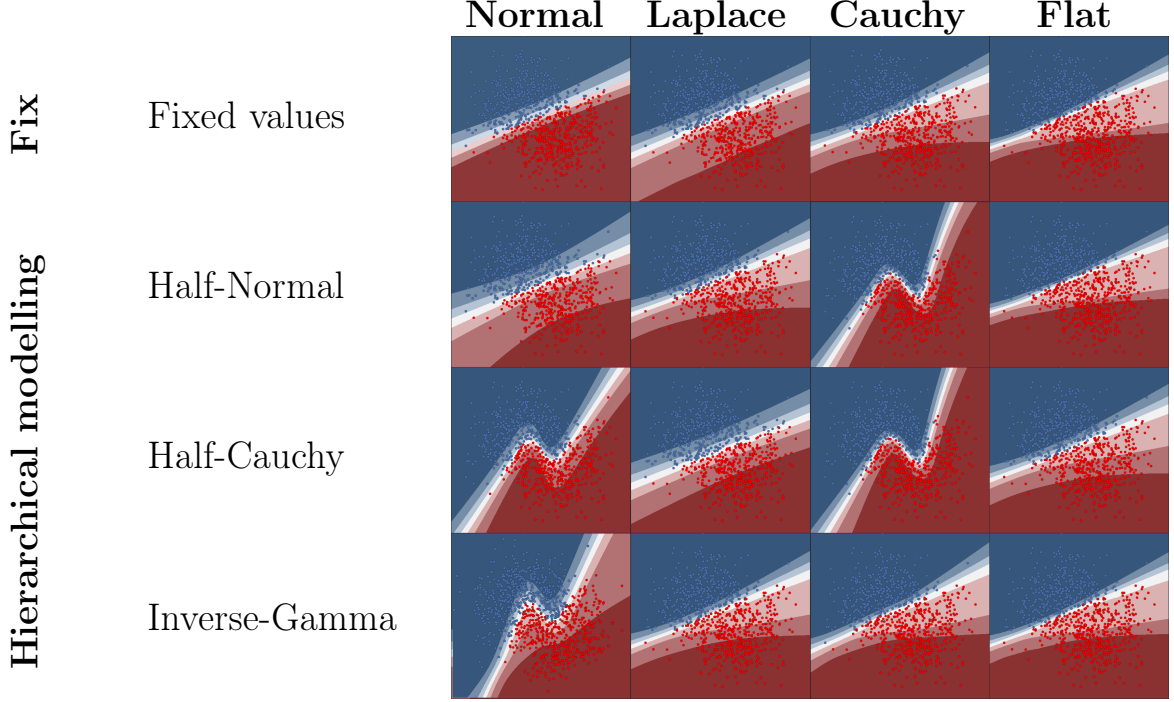 Normal Laplace Cauchy Flat
Fix
Fixed values
Hierarchical modelling
Half-Normal
Half-Cauchy
Inverse-Gamma